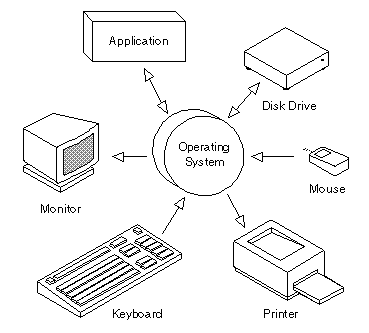 Application
Disk Drive
Operating
System
Mouse
Monitor
Keyboard
Printer